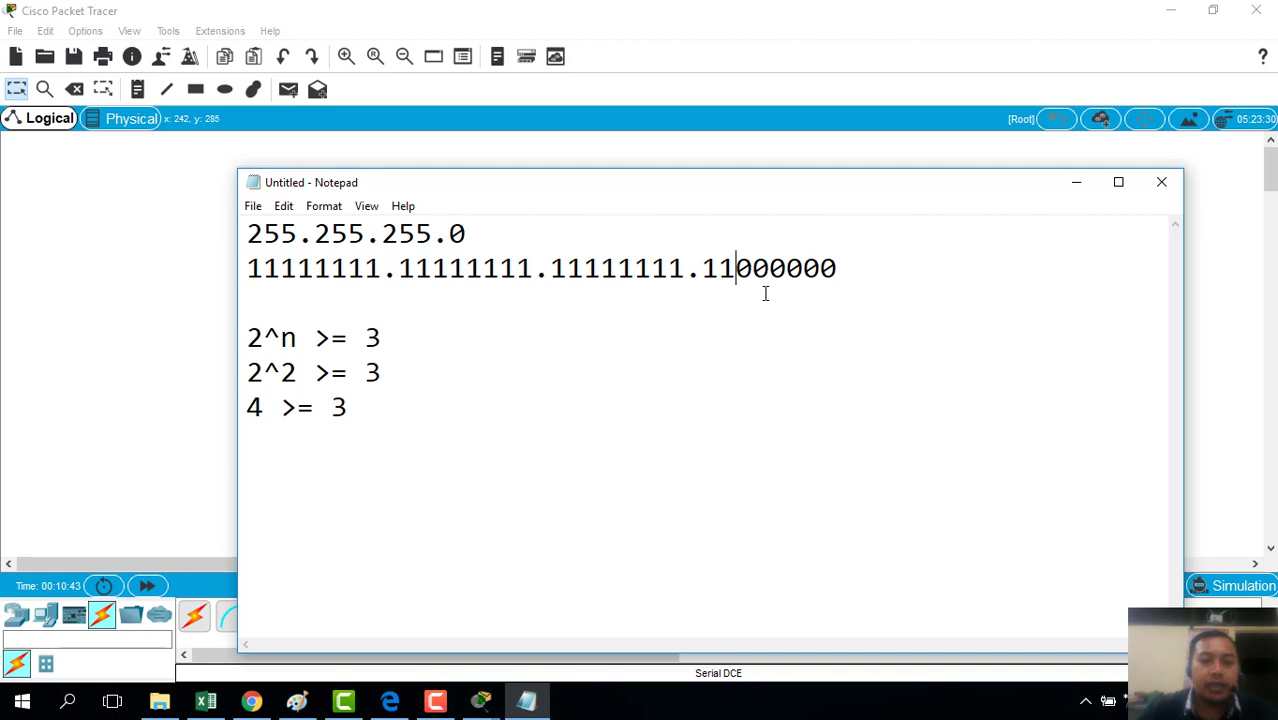 Cisco Packet Tracer
File Edit Options View Tools Extensions Help
Logical Physical x: 242, y: 285 [Root] 05:23:30
Untitled - Notepad
File Edit Format View Help
255.255.255.0
11111111.11111111.11111111.11000000
2^n >= 3
2^2 >= 3
4 >= 3
Time: 00:10:43 Simulation
Serial DCE